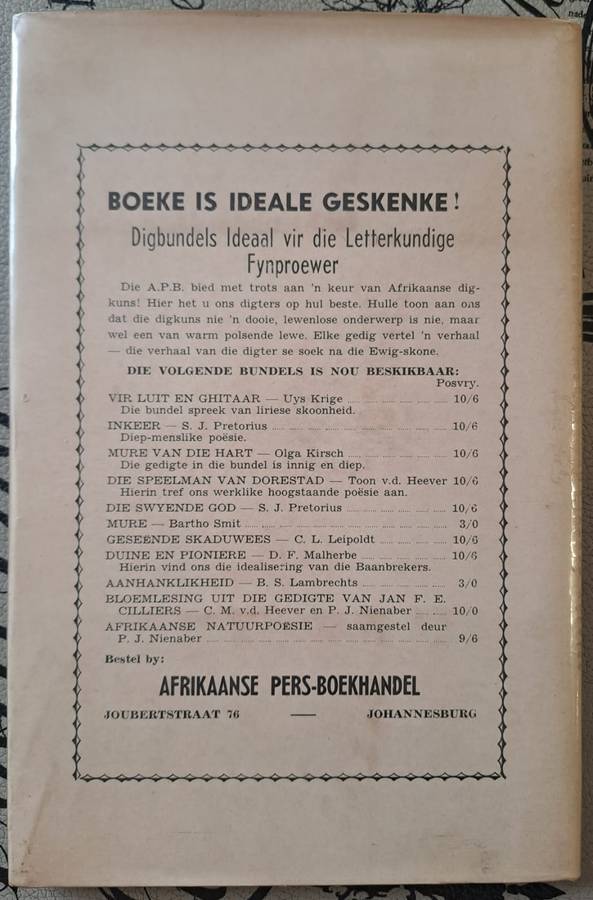 BOEKE IS IDEALE GESKENKE!
Digbundels Ideaal vir die Letterkundige
Fynproewer
Die A.P.B. bied met trots aan 'n keur van Afrikaanse dig-
kuns! Hier het u ons digters op hul beste. Hulle toon aan ons
dat die digkuns nie 'n dooie, lewenlose onderwerp is nie, maar
wel een van warm polsende lewe. Elke gedig vertel 'n verhaal
— die verhaal van die digter se soek na die Ewig-skone.
DIE VOLGENDE BUNDELS IS NOU BESKIKBAAR:
Posvry.
VIR LUIT EN GHITAAR — Uys Krige ........ 10/6
Die bundel spreek van liriese skoonheid.
INKEER — S. J. Pretorius ........ 10/6
Diep-menslike poësie.
MURE VAN DIE HART — Olga Kirsch ........ 10/6
Die gedigte in die bundel is innig en diep.
DIE SPEELMAN VAN DORESTAD — Toon v.d. Heever 10/6
Hierin tref ons werklike hoogstaande poësie aan.
DIE SWYENDE GOD — S. J. Pretorius ........ 10/6
MURE — Bartho Smit ........ 3/0
GESEËNDE SKADUWEES — C. L. Leipoldt ........ 10/6
DUINE EN PIONIERE — D. F. Malherbe ........ 10/6
Hierin vind ons die idealisering van die Baanbrekers.
AANHANKLIKHEID — B. S. Lambrechts ........ 3/0
BLOEMLESING UIT DIE GEDIGTE VAN JAN F. E.
CILLIERS — C. M. v.d. Heever en P. J. Nienaber ........ 10/0
AFRIKAANSE NATUURPOËSIE — saamgestel deur
P. J. Nienaber ........ 9/6
Bestel by:
AFRIKAANSE PERS-BOEKHANDEL
JOUBERTSTRAAT 76 — JOHANNESBURG